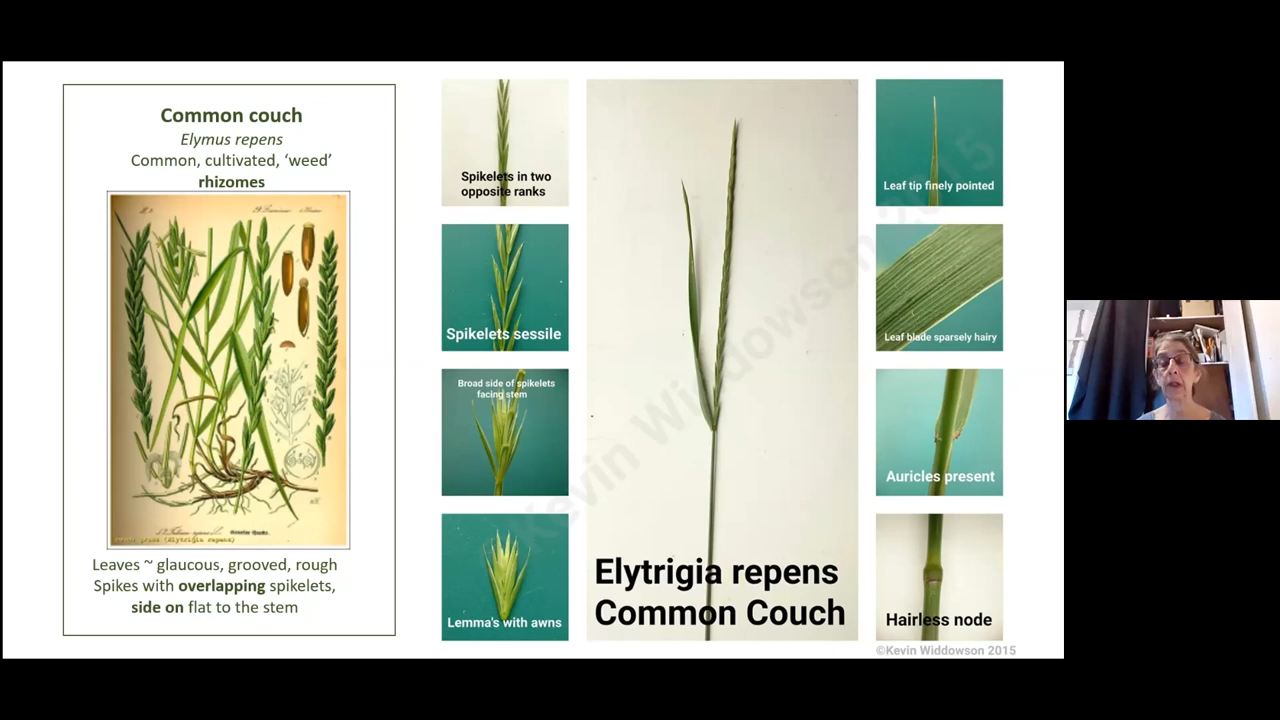 Common couch
Elymus repens
Common, cultivated, ‘weed’
rhizomes
Leaves ~ glaucous, grooved, rough
Spikes with overlapping spikelets,
side on flat to the stem
Spikelets in two
opposite ranks
Spikelets sessile
Broad side of spikelets
facing stem
Lemma's with awns
Elytrigia repens
Common Couch
Kevin Widdowson 2015
Leaf tip finely pointed
Leaf blade sparsely hairy
Auricles present
Hairless node
©Kevin Widdowson 2015